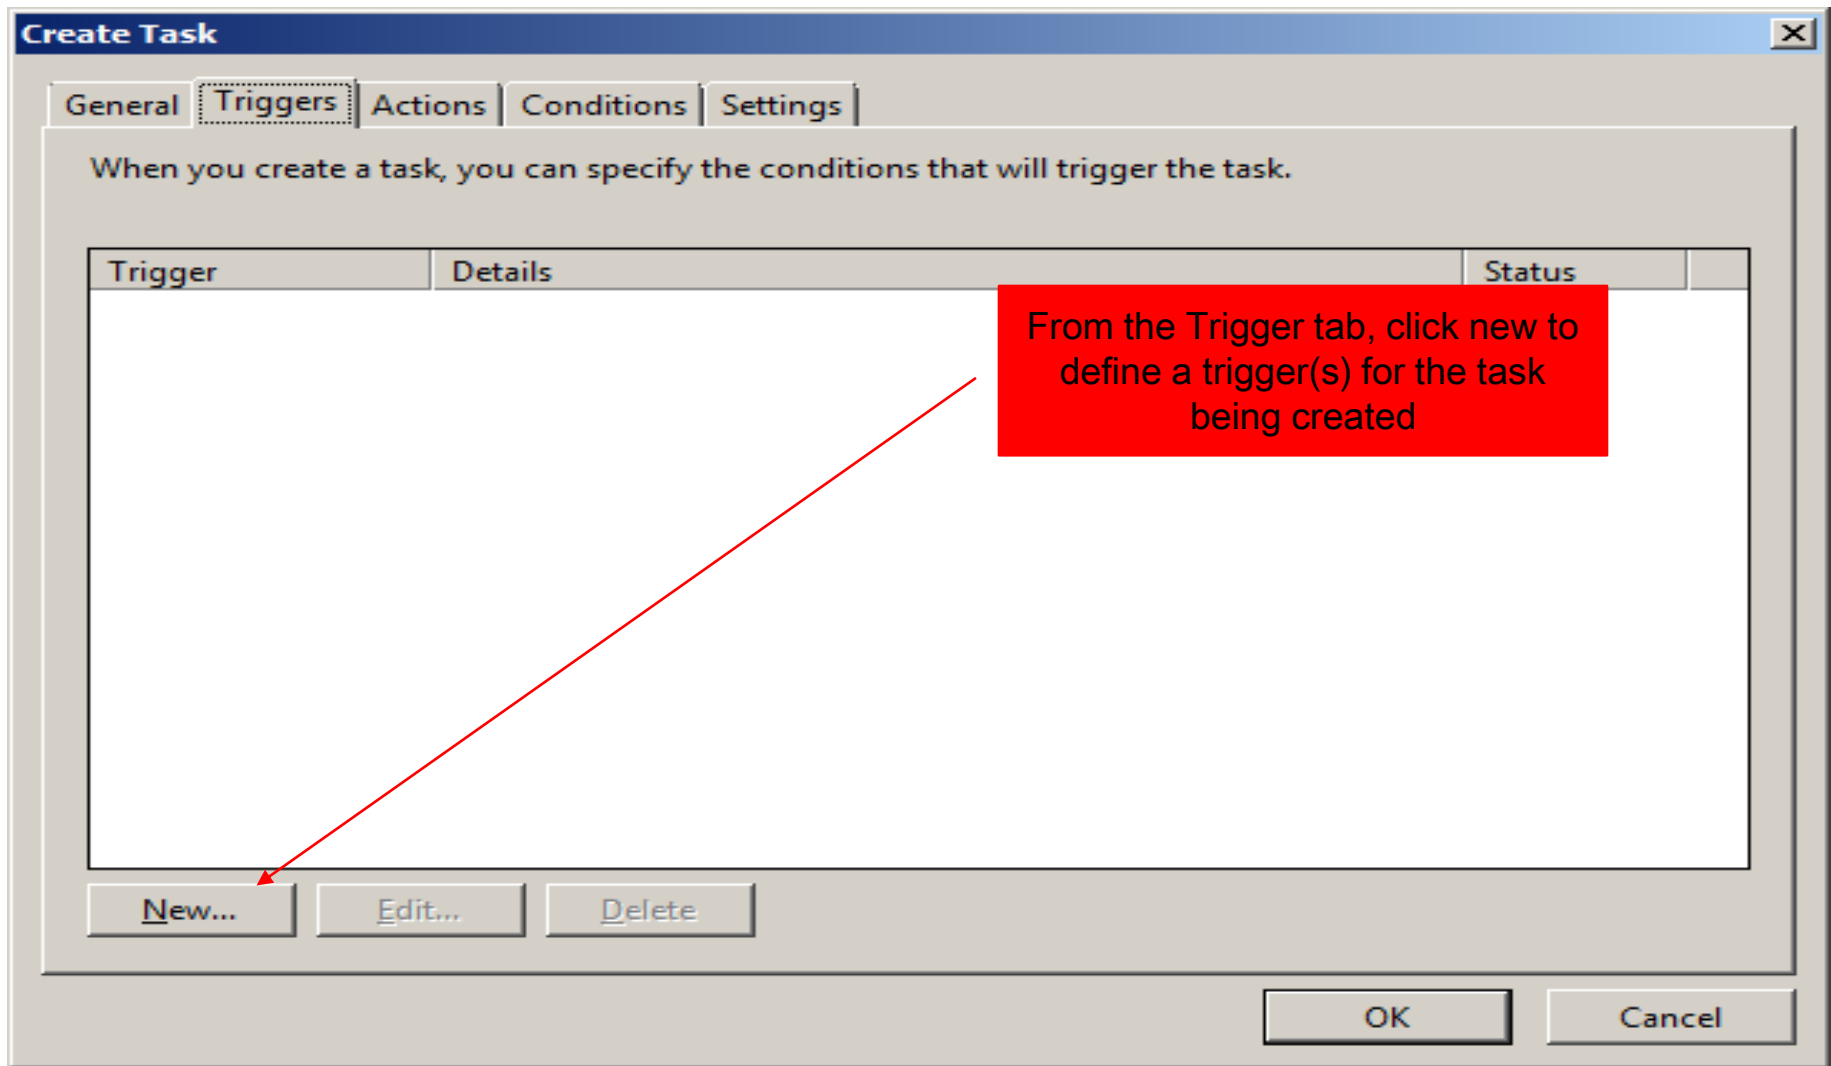 Create Task
General Triggers Actions Conditions Settings
When you create a task, you can specify the conditions that will trigger the task.
Trigger Details Status
From the Trigger tab, click new to
define a trigger(s) for the task
being created
New... Edit... Delete
OK Cancel